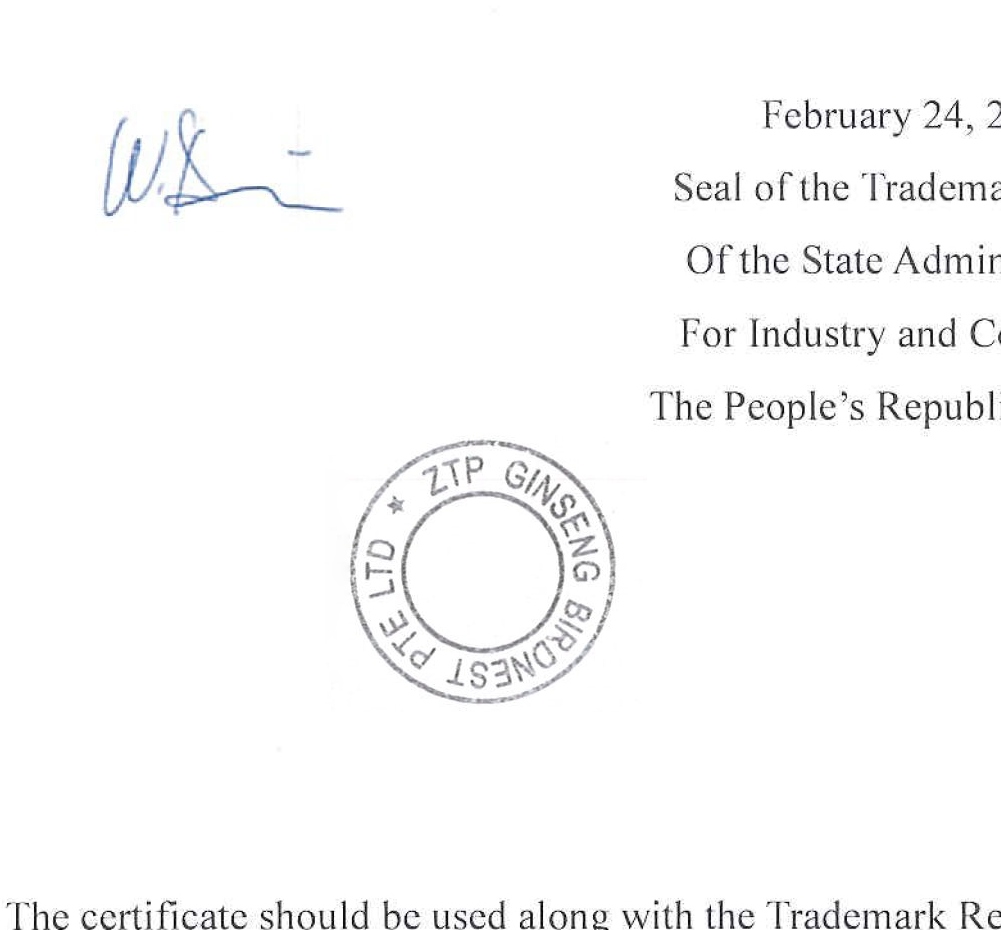 February 24, 2
Seal of the Tradema
Of the State Admin
For Industry and Co
The People's Republi
★ ZTP GINSENG BIRDNEST PTE LTD
The certificate should be used along with the Trademark Re